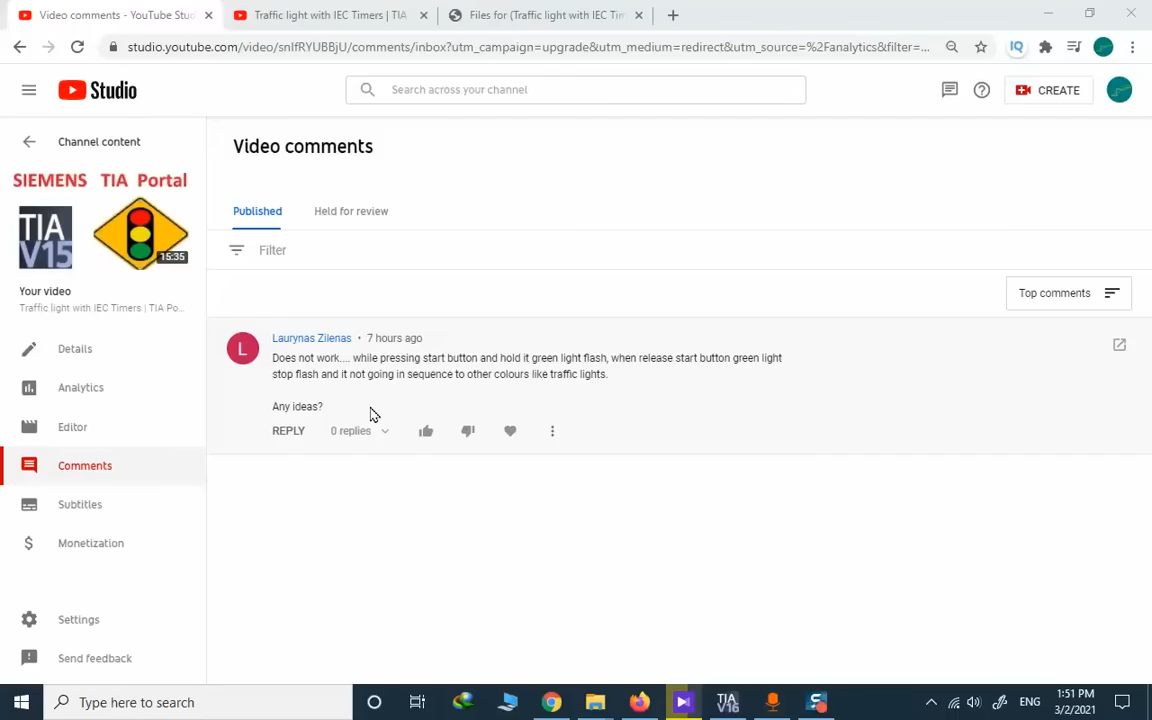 Video comments - YouTube Stud
Traffic light with IEC Timers | TIA
Files for (Traffic light with IEC Tim
studio.youtube.com/video/snIfRYUBBjU/comments/inbox?utm_campaign=upgrade&utm_medium=redirect&utm_source=%2Fanalytics&filter=...
IQ
Studio
Search across your channel
CREATE
Channel content
Video comments
SIEMENS TIA Portal
TIA
V15
15:35
Published
Held for review
Filter
Your video
Traffic light with IEC Timers | TIA Po...
Top comments
L
Laurynas Zilenas • 7 hours ago
Does not work.... while pressing start button and hold it green light flash, when release start button green light
stop flash and it not going in sequence to other colours like traffic lights.
Any ideas?
REPLY
0 replies
Details
Analytics
Editor
Comments
Subtitles
Monetization
Settings
Send feedback
Type here to search
TIA
V16
ENG
1:51 PM
3/2/2021